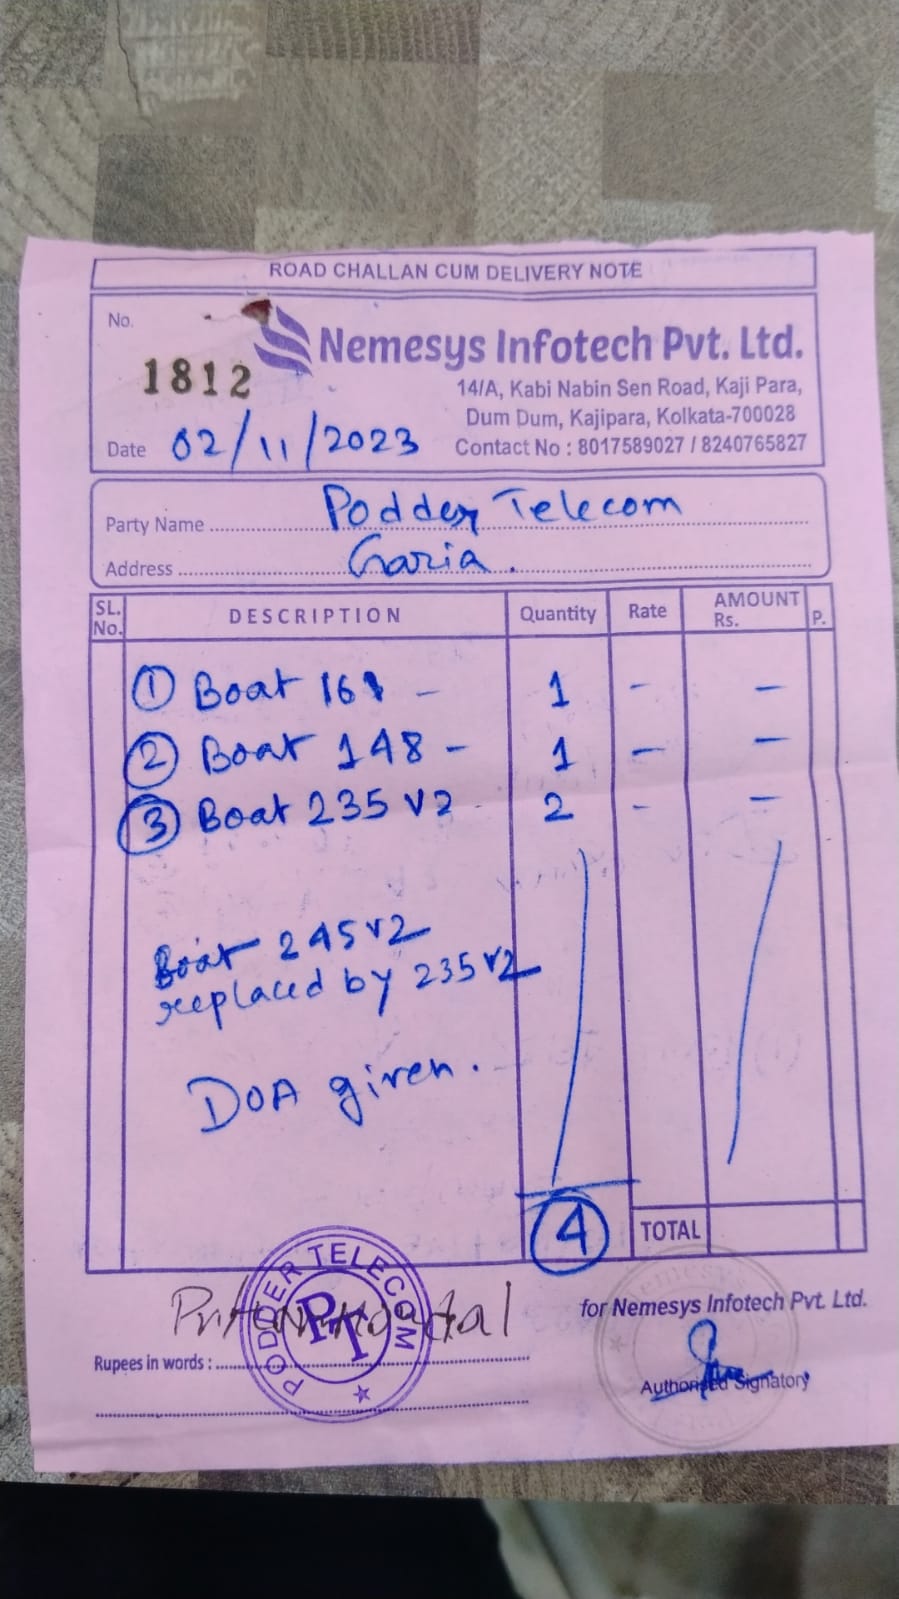 ROAD CHALLAN CUM DELIVERY NOTE
No.
1812
Nemesys Infotech Pvt. Ltd.
14/A, Kabi Nabin Sen Road, Kaji Para,
Dum Dum, Kajipara, Kolkata-700028
Contact No : 8017589027 / 8240765827
Date 02/11/2023
Party Name Podder Telecom
Address Garia.
SL. No. DESCRIPTION Quantity Rate AMOUNT Rs. P.
① Boat 161 - 1 - -
② Boat 148 - 1 - -
③ Boat 235 V2 2 - -
Boat 245 V2
replaced by 235 V2
DOA given.
4 TOTAL
PODDER TELECOM
PT
for Nemesys Infotech Pvt. Ltd.
Rupees in words :
Authorised Signatory